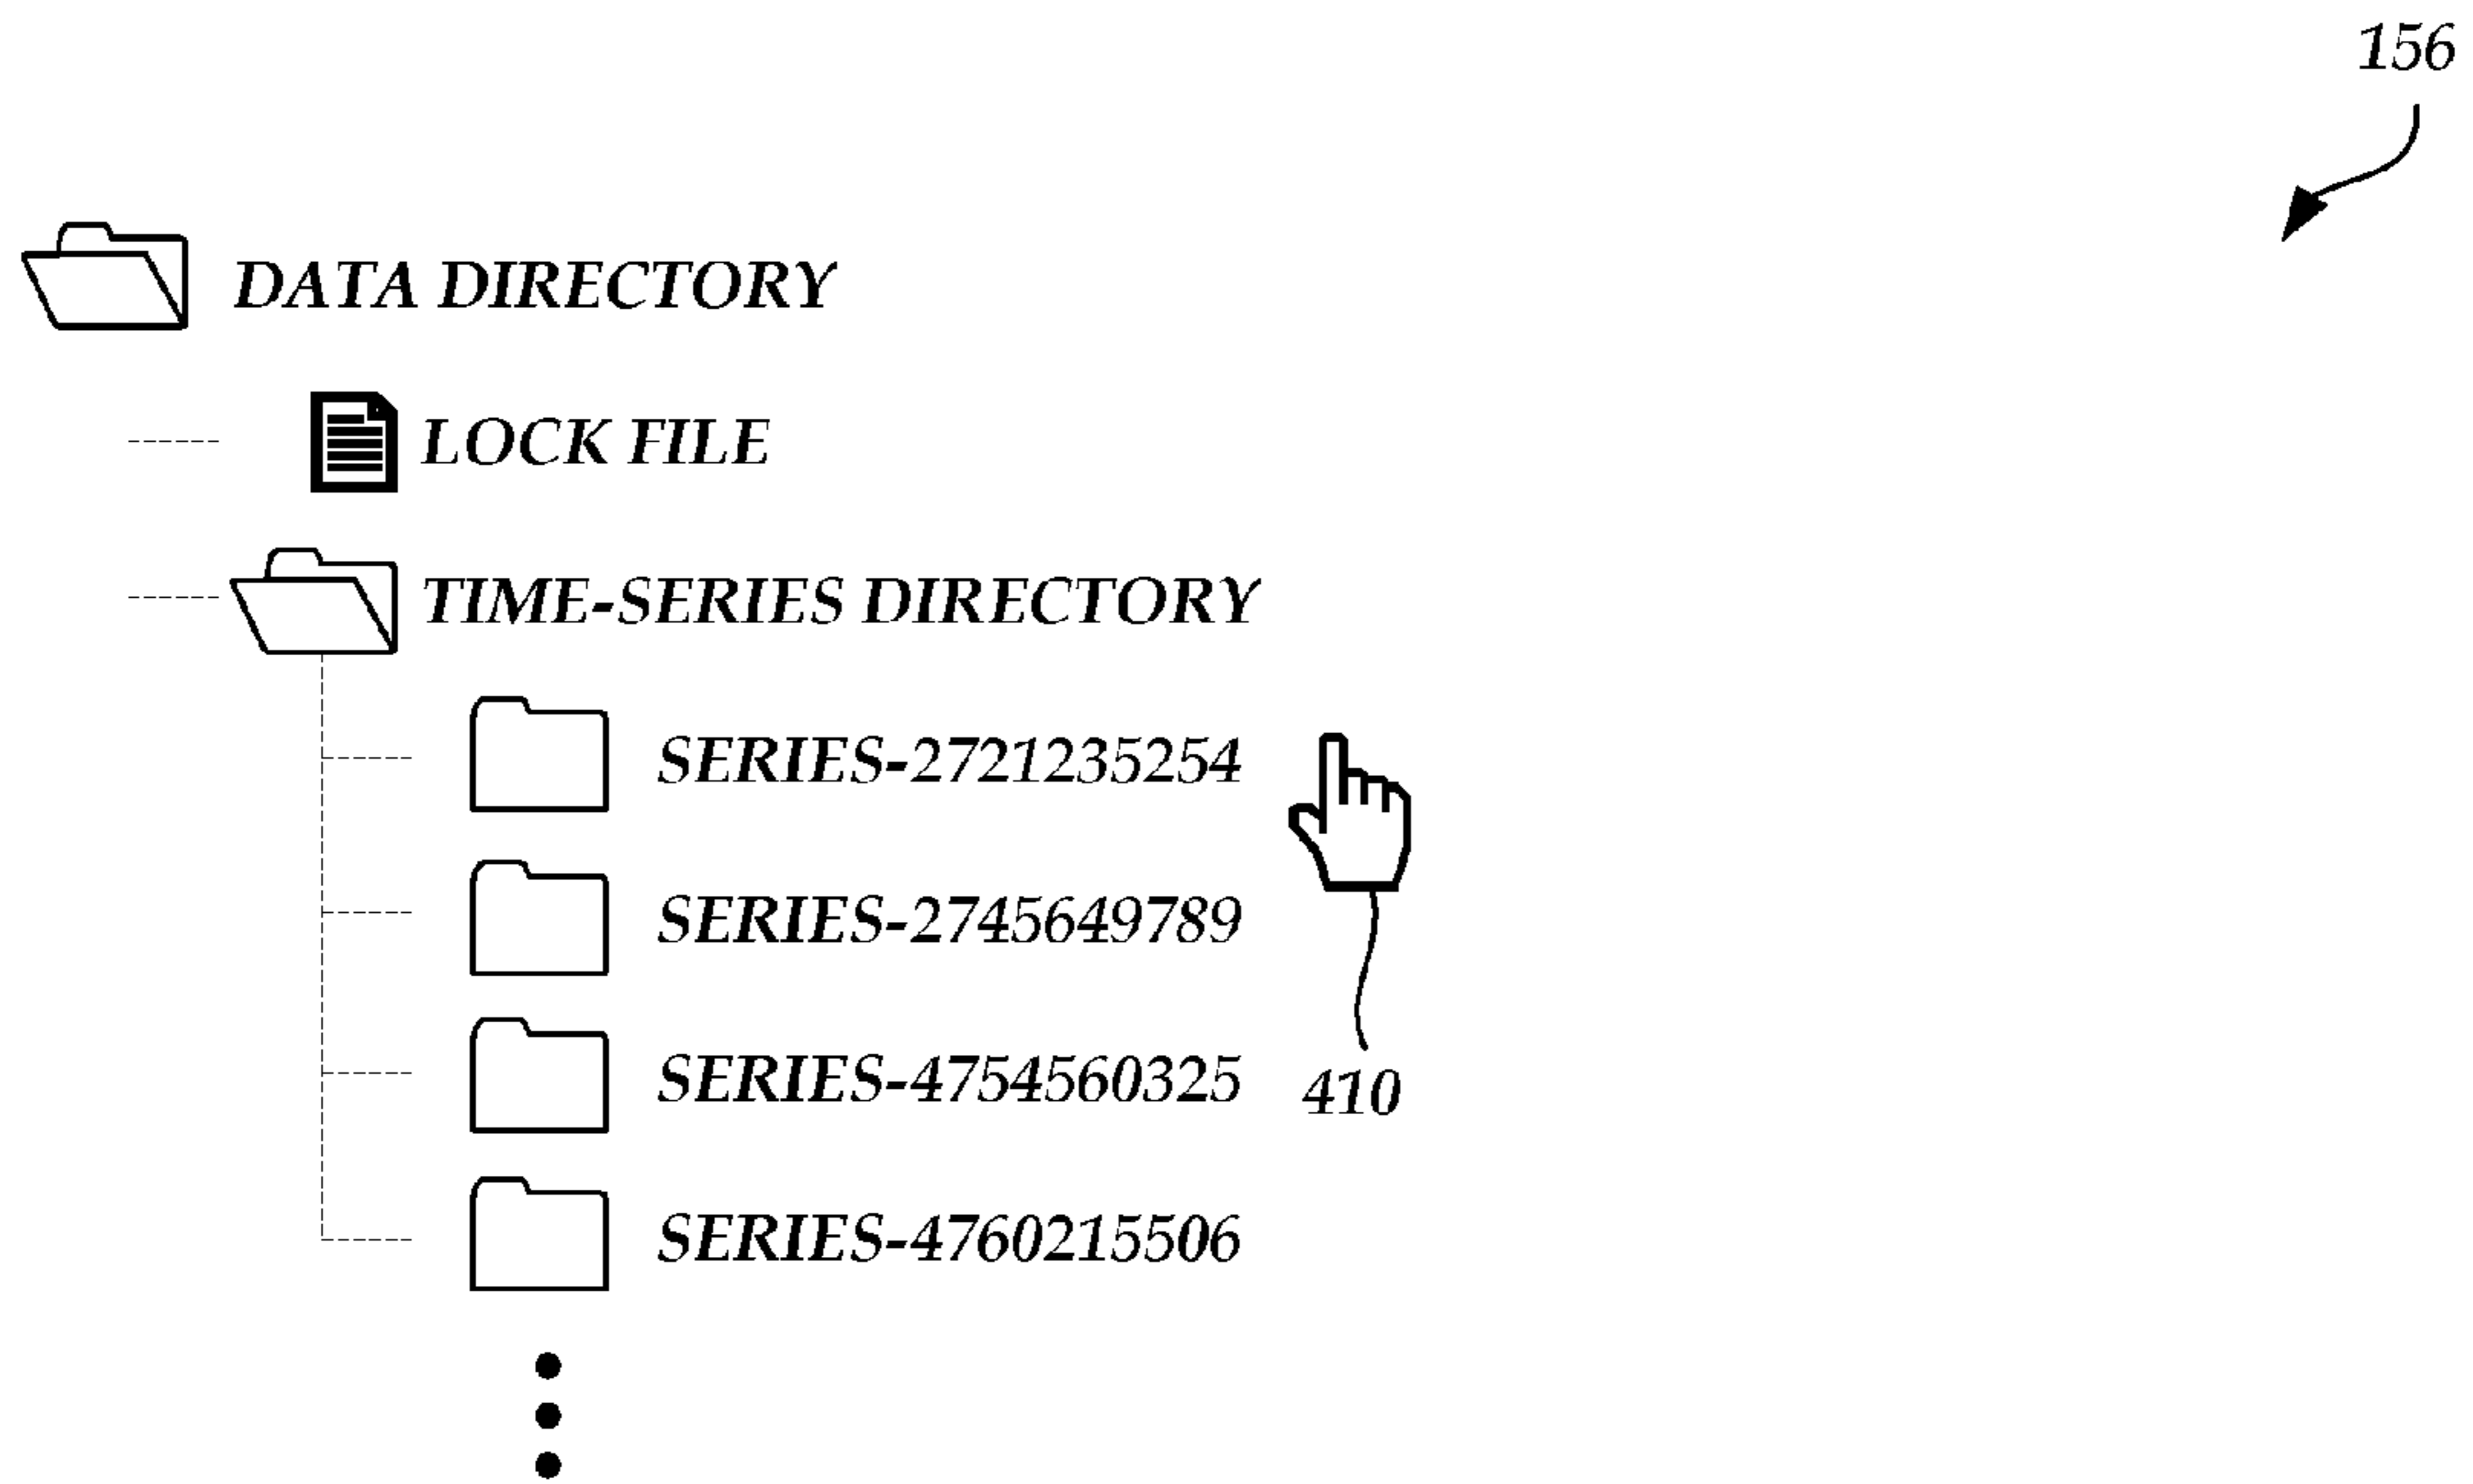 156
DATA DIRECTORY
LOCK FILE
TIME-SERIES DIRECTORY
SERIES-2721235254
SERIES-2745649789
SERIES-4754560325
410
SERIES-4760215506